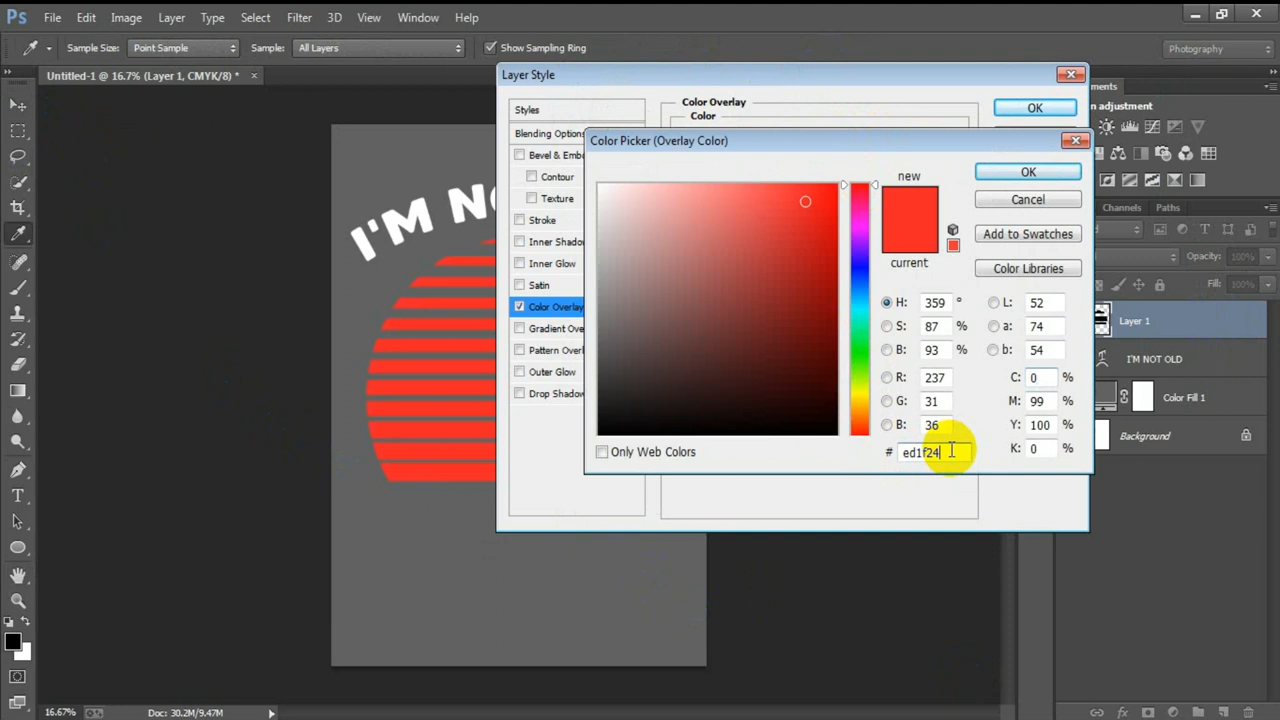 Ps File Edit Image Layer Type Select Filter 3D View Window Help
Sample Size: Point Sample Sample: All Layers Show Sampling Ring Photography
Untitled-1 @ 16.7% (Layer 1, CMYK/8) * ×
Layer Style
Styles
Blending Options
Bevel & Embo
Contour
Texture
Stroke
Inner Shado
Inner Glow
Satin
Color Overlay
Gradient Ove
Pattern Overl
Outer Glow
Drop Shadow
Color Overlay
Color
OK
Color Picker (Overlay Color)
new
current
OK
Cancel
Add to Swatches
Color Libraries
H: 359 ° L: 52
S: 87 % a: 74
B: 93 % b: 54
R: 237 C: 0 %
G: 31 M: 99 %
B: 36 Y: 100 %
# ed1f24 K: 0 %
Only Web Colors
I'M NO
ments
n adjustment
Channels Paths
Opacity: 100%
Fill: 100%
Layer 1
I'M NOT OLD
Color Fill 1
Background
16.67% Doc: 30.2M/9.47M
fx